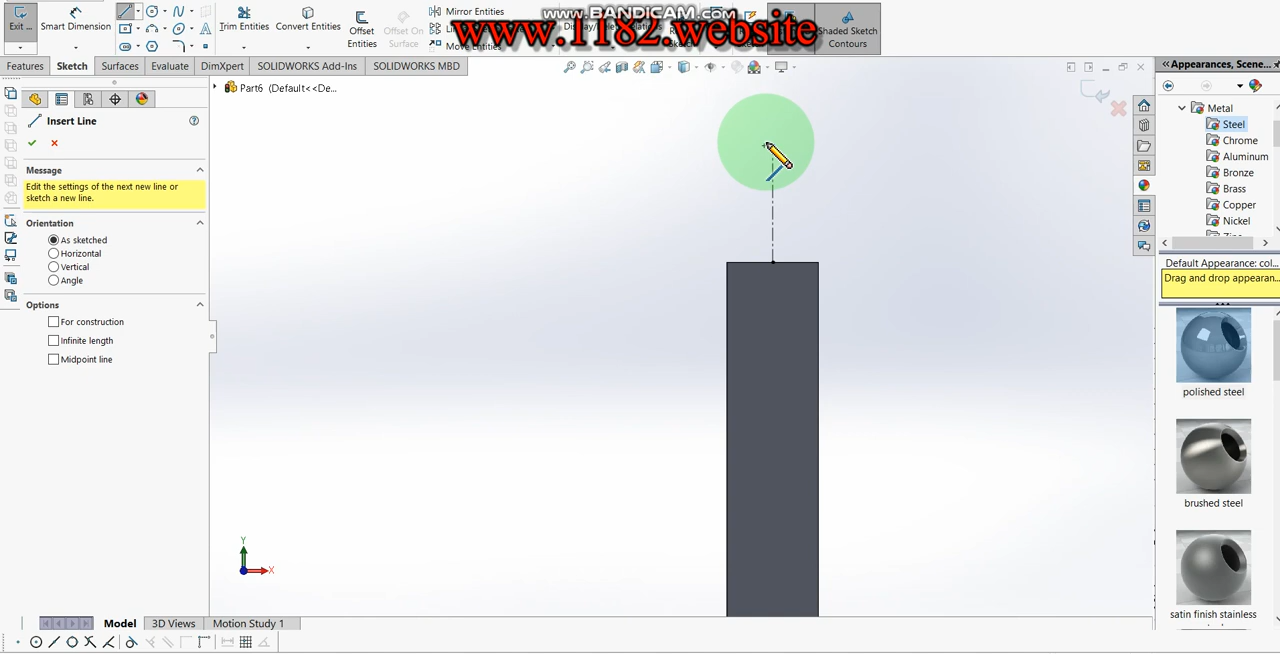 www.BANDICAM.com
www.1182.website
Exit ...
Smart Dimension
Trim Entities
Convert Entities
Offset
Entities
Offset On
Surface
Mirror Entities
Move Entities
Shaded Sketch
Contours
Features
Sketch
Surfaces
Evaluate
DimXpert
SOLIDWORKS Add-Ins
SOLIDWORKS MBD
Part6 (Default<<De...
Insert Line
Message
Edit the settings of the next new line or
sketch a new line.
Orientation
As sketched
Horizontal
Vertical
Angle
Options
For construction
Infinite length
Midpoint line
Y
X
Appearances, Scene...
Metal
Steel
Chrome
Aluminum
Bronze
Brass
Copper
Nickel
Default Appearance: col...
Drag and drop appearan...
polished steel
brushed steel
satin finish stainless
Model
3D Views
Motion Study 1